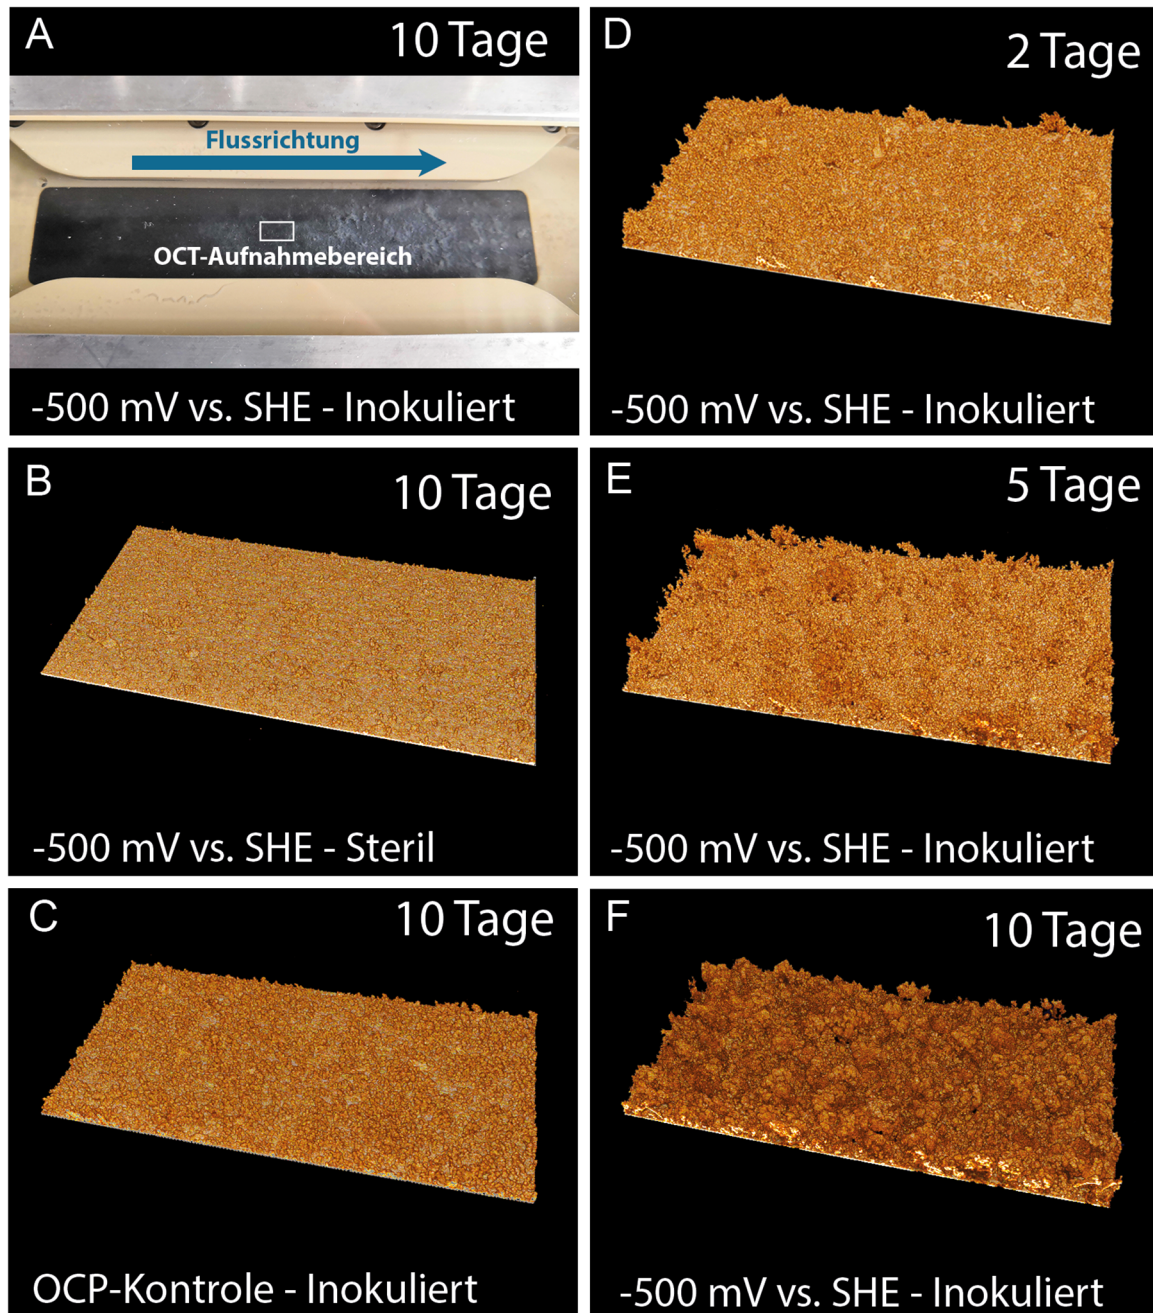 A
10 Tage
Flussrichtung
OCT-Aufnahmebereich
-500 mV vs. SHE - Inokuliert
B
10 Tage
-500 mV vs. SHE - Steril
C
10 Tage
OCP-Kontrole - Inokuliert
D
2 Tage
-500 mV vs. SHE - Inokuliert
E
5 Tage
-500 mV vs. SHE - Inokuliert
F
10 Tage
-500 mV vs. SHE - Inokuliert